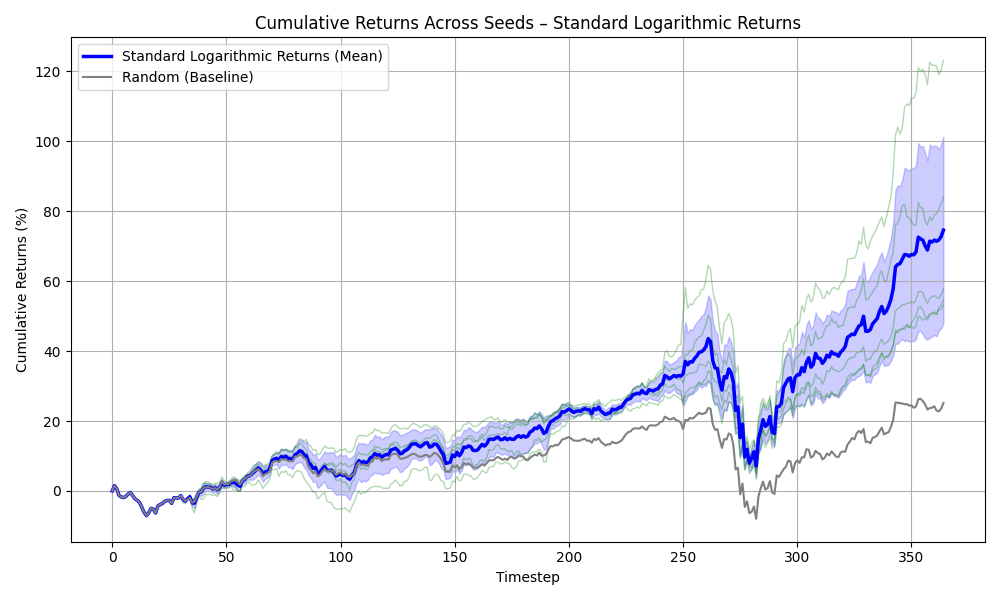 Cumulative Returns Across Seeds – Standard Logarithmic Returns
Standard Logarithmic Returns (Mean)
Random (Baseline)
Cumulative Returns (%)
120
100
80
60
40
20
0
0 50 100 150 200 250 300 350
Timestep